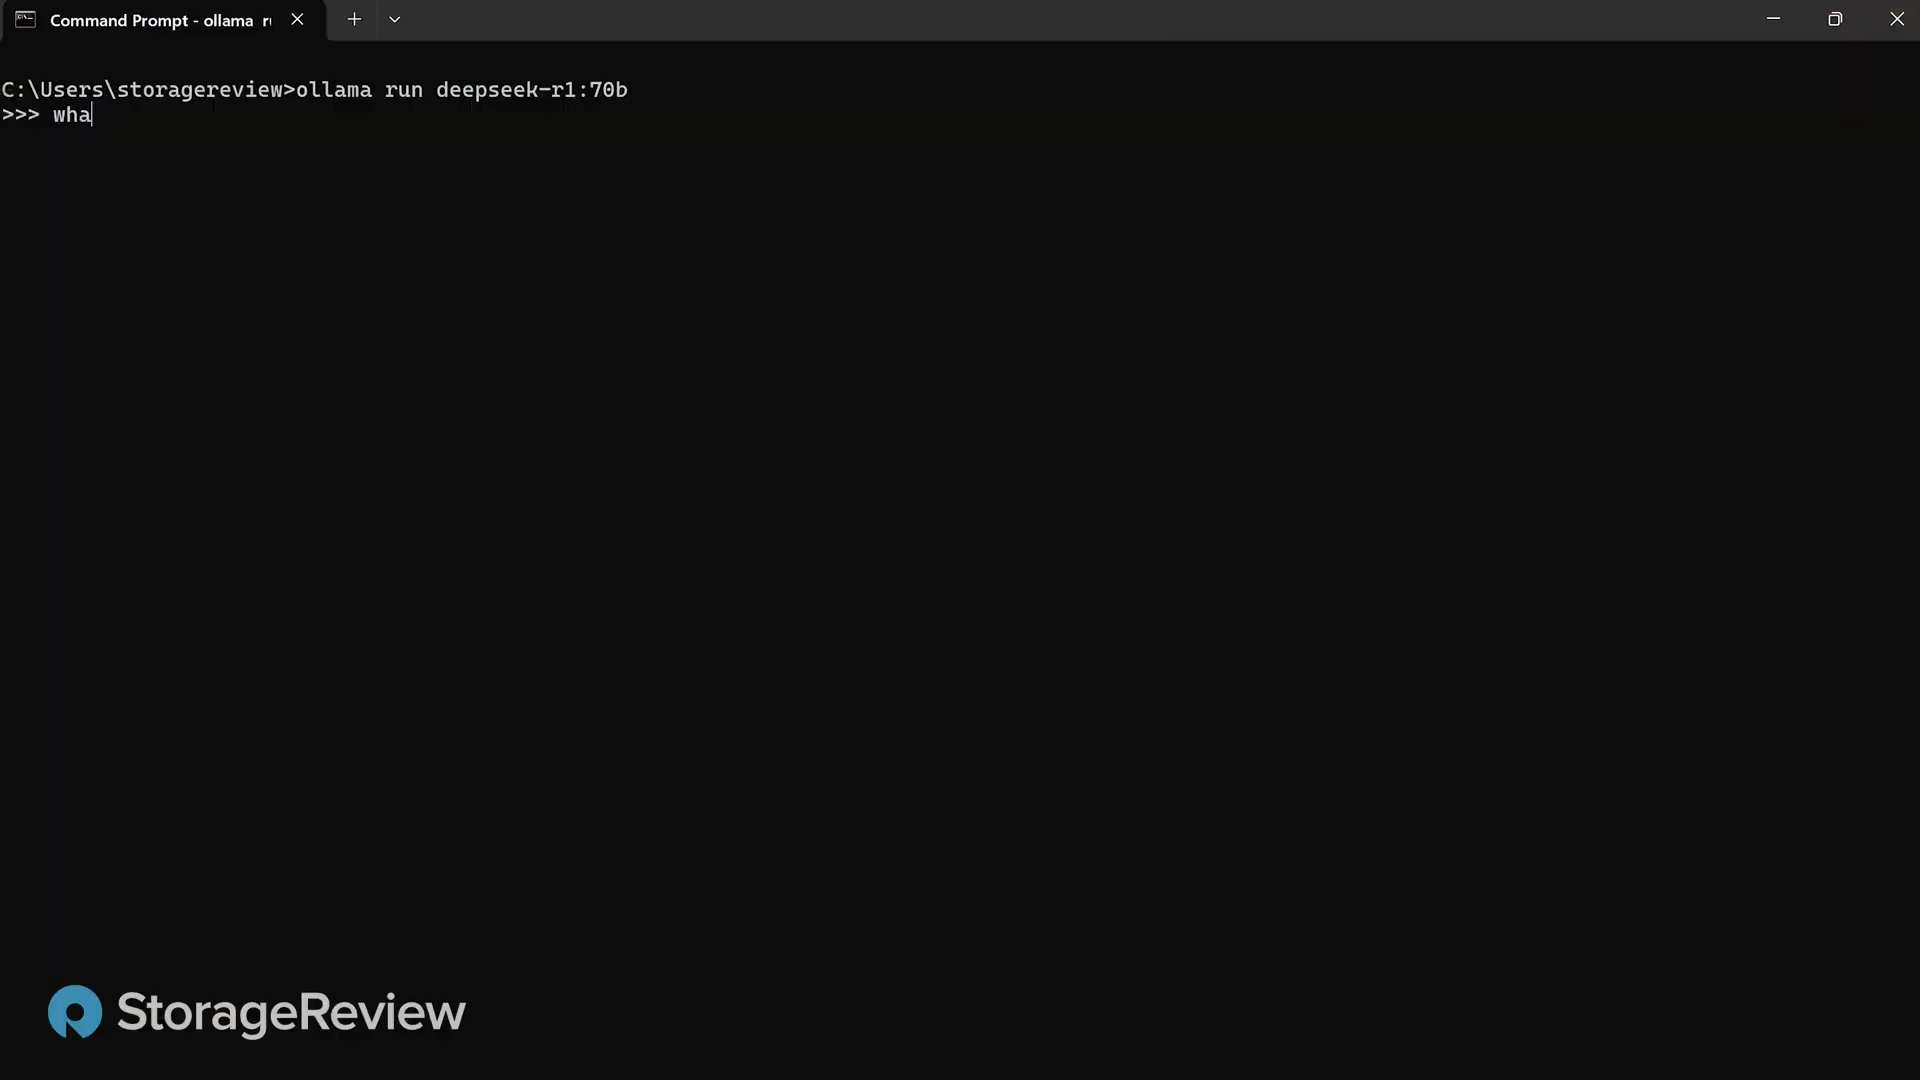 Command Prompt - ollama
C:\Users\storagereview>ollama run deepseek-r1:70b
>>> wha
StorageReview